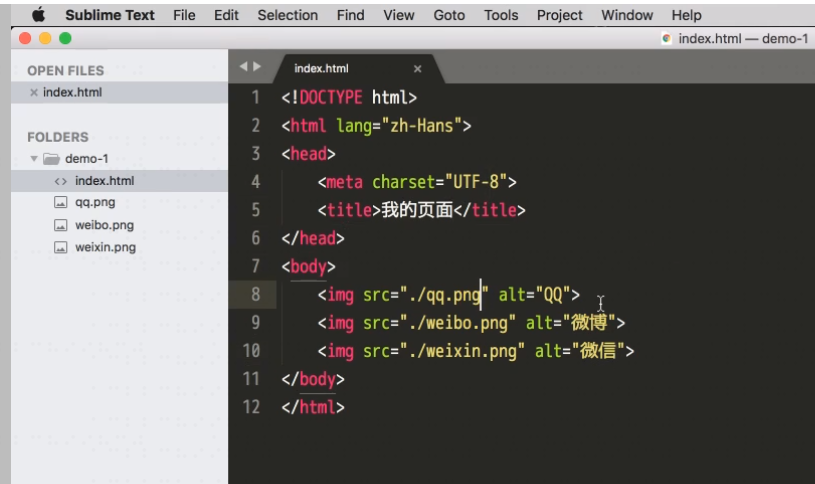 Sublime Text File Edit Selection Find View Goto Tools Project Window Help
index.html — demo-1
OPEN FILES
× index.html
FOLDERS
demo-1
<> index.html
qq.png
weibo.png
weixin.png
index.html ×
1 <!DOCTYPE html>
2 <html lang="zh-Hans">
3 <head>
4 <meta charset="UTF-8">
5 <title>我的页面</title>
6 </head>
7 <body>
8 <img src="./qq.png" alt="QQ">
9 <img src="./weibo.png" alt="微博">
10 <img src="./weixin.png" alt="微信">
11 </body>
12 </html>